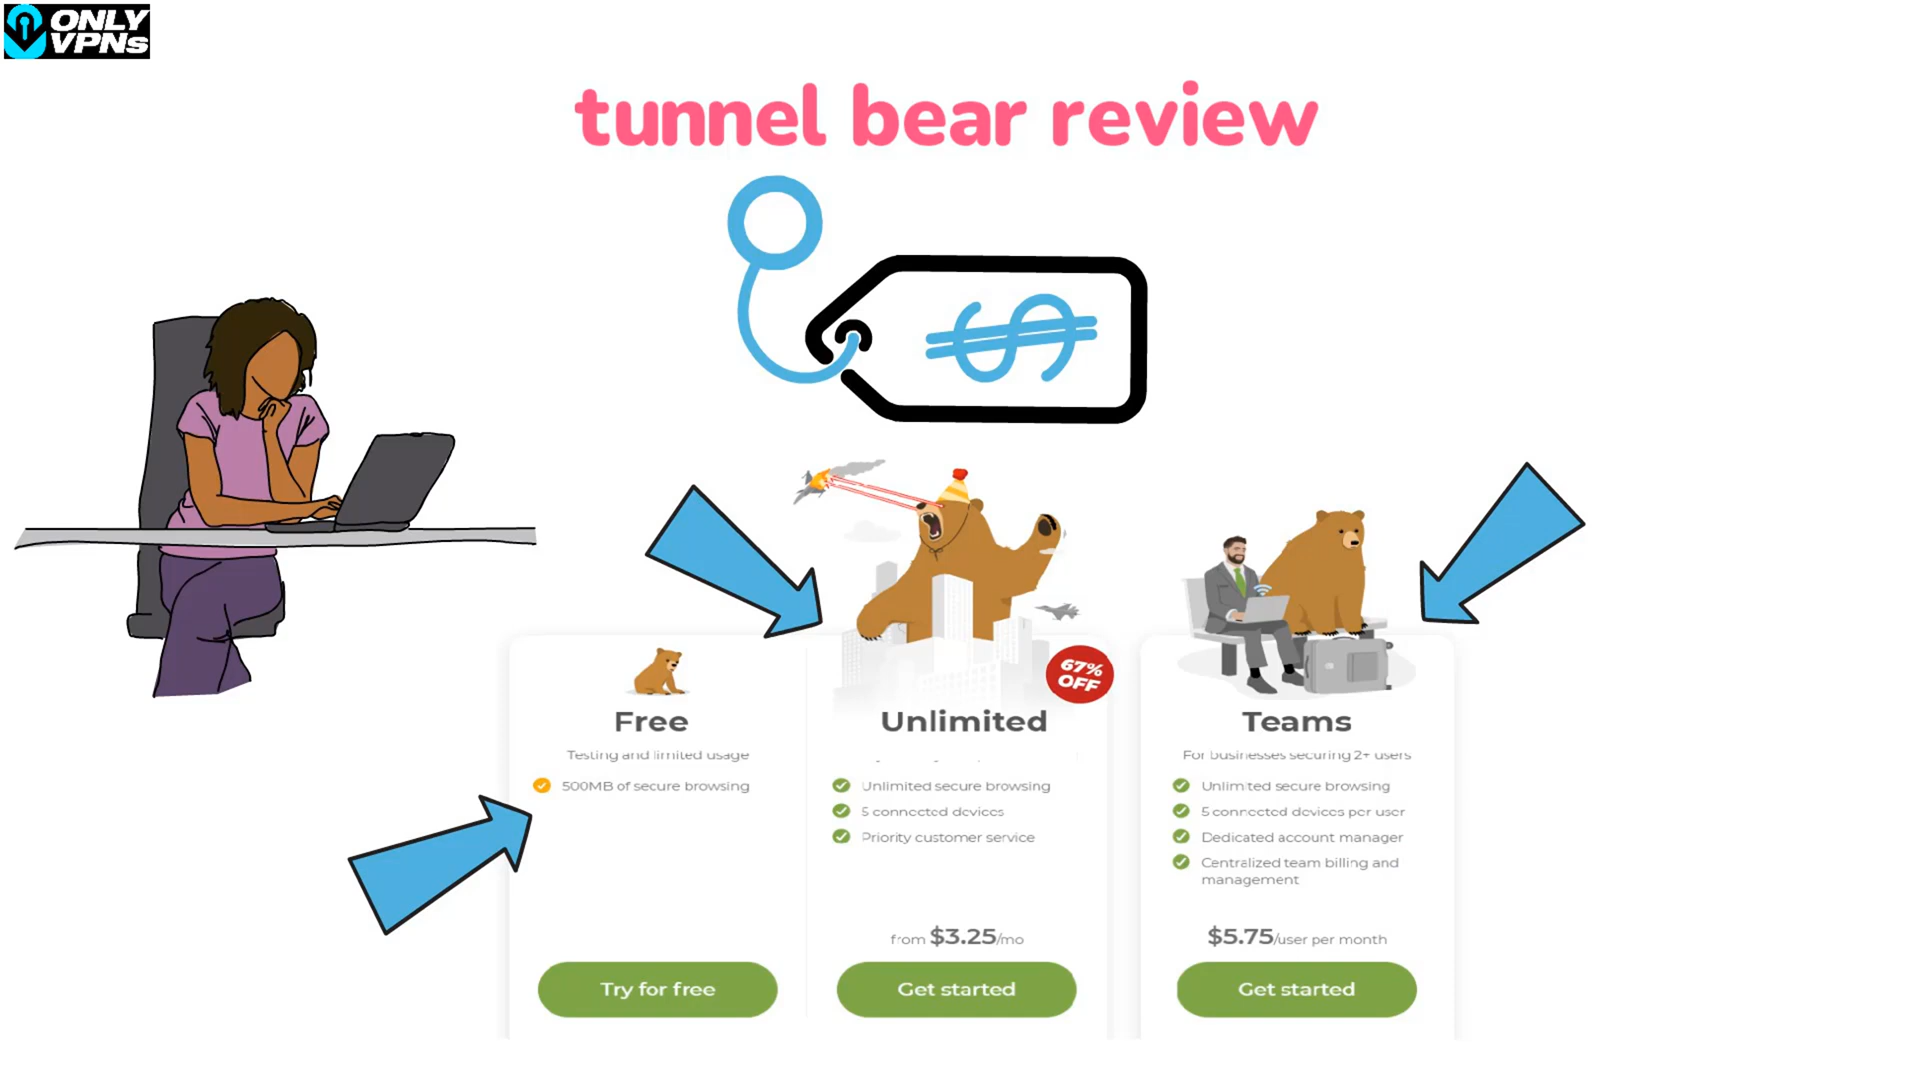 ONLY
VPNs
tunnel bear review
67%
OFF
Free
Testing and limited usage
500MB of secure browsing
Try for free
Unlimited
Unlimited secure browsing
5 connected devices
Priority customer service
from $3.25/mo
Get started
Teams
For businesses securing 2+ users
Unlimited secure browsing
5 connected devices per user
Dedicated account manager
Centralized team billing and
management
$5.75/user per month
Get started